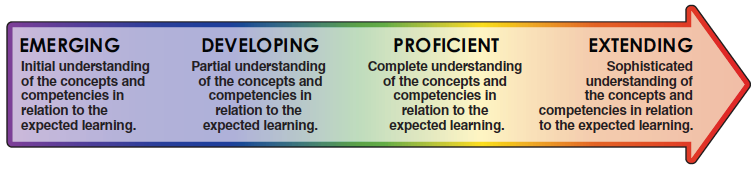 EMERGING
Initial understanding
of the concepts and
competencies in
relation to the
expected learning.
DEVELOPING
Partial understanding
of the concepts and
competencies in
relation to the
expected learning.
PROFICIENT
Complete understanding
of the concepts and
competencies in
relation to the
expected learning.
EXTENDING
Sophisticated
understanding of
the concepts and
competencies in relation
to the expected learning.